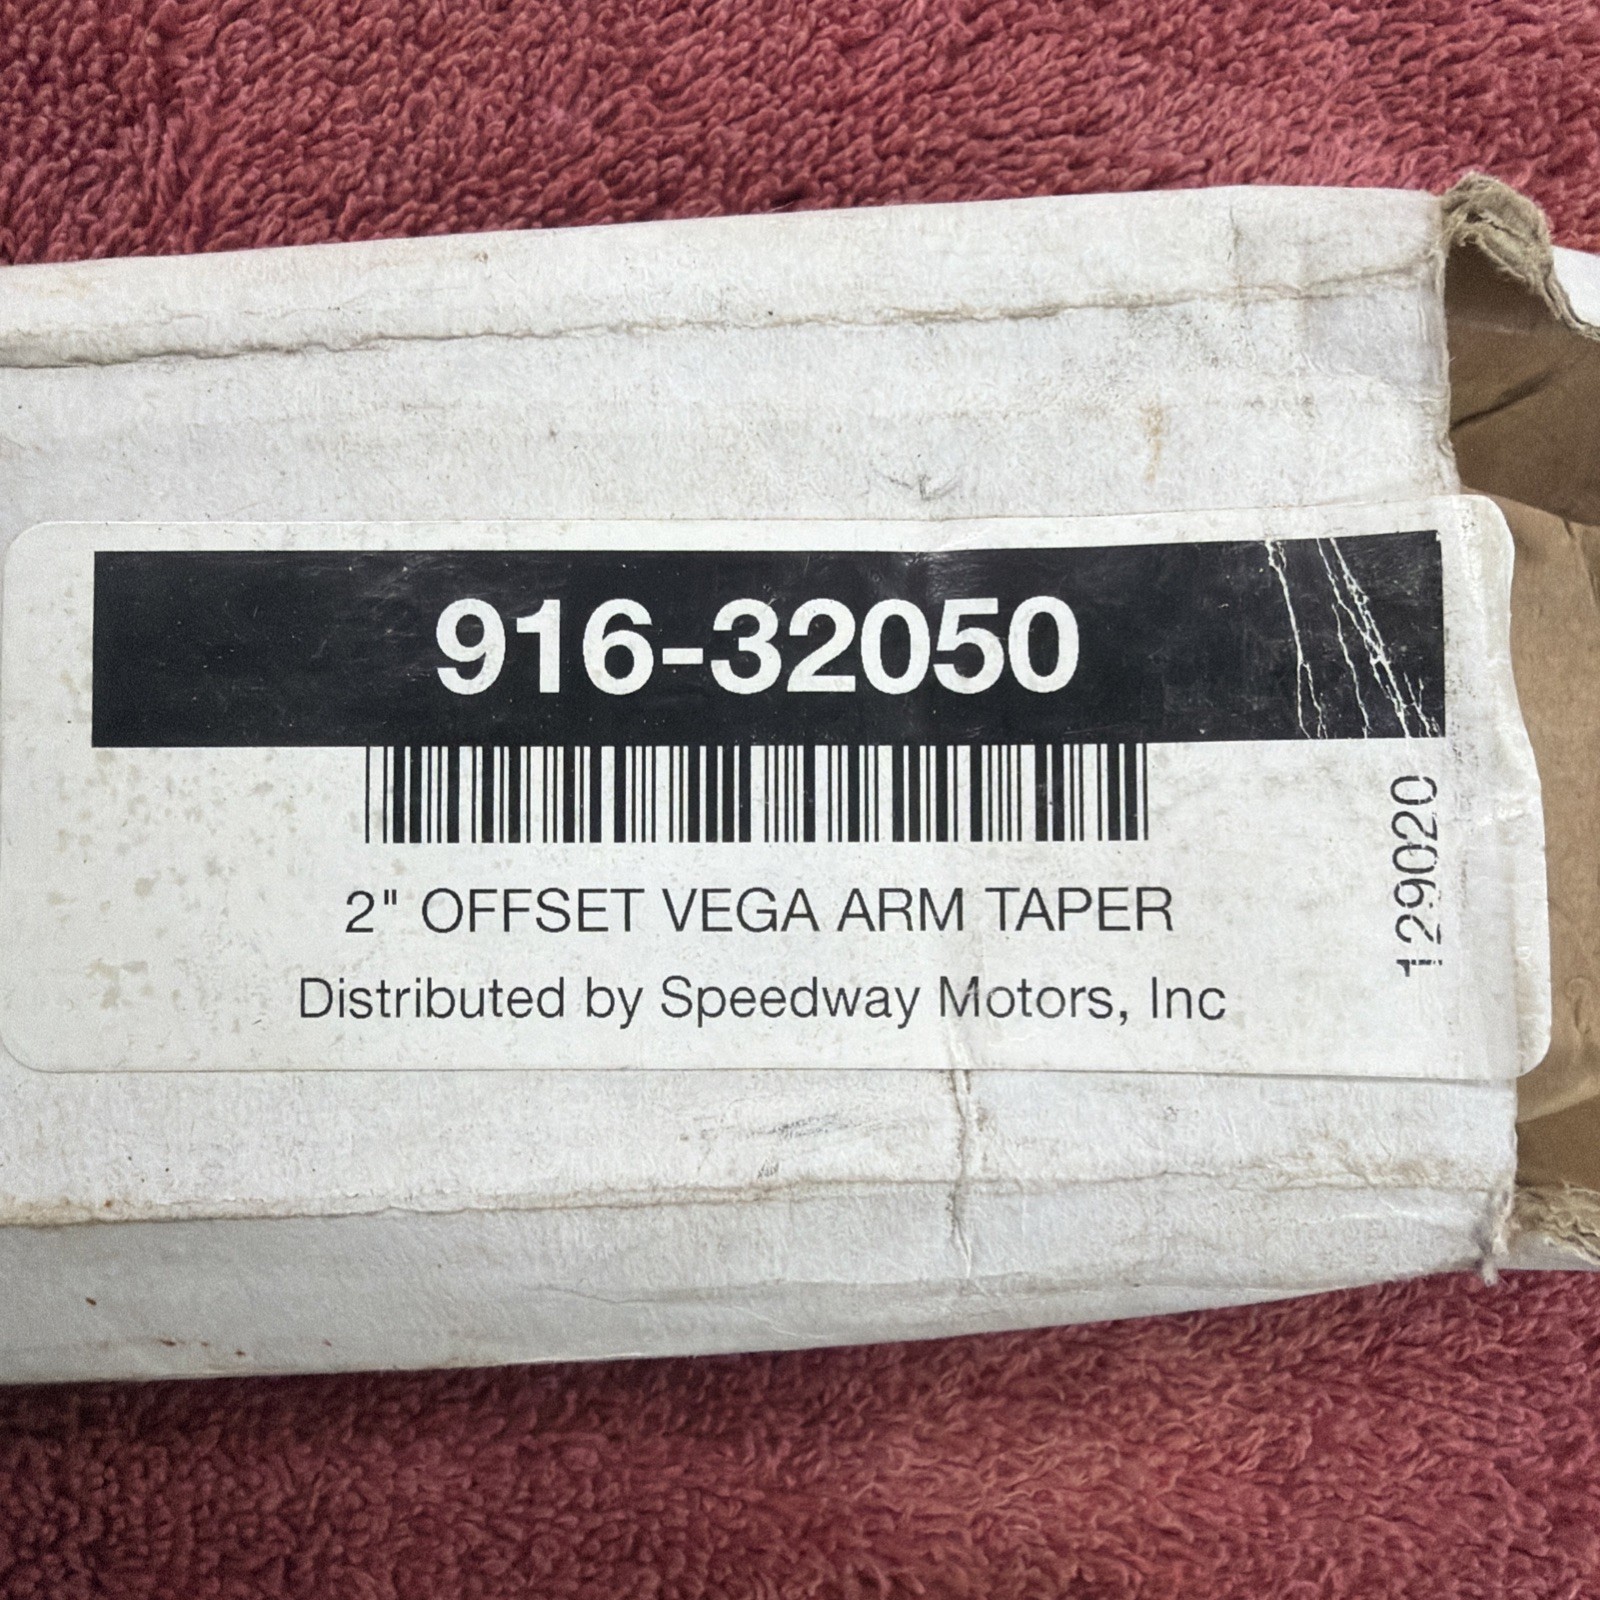 916-32050
2" OFFSET VEGA ARM TAPER
Distributed by Speedway Motors, Inc
129020